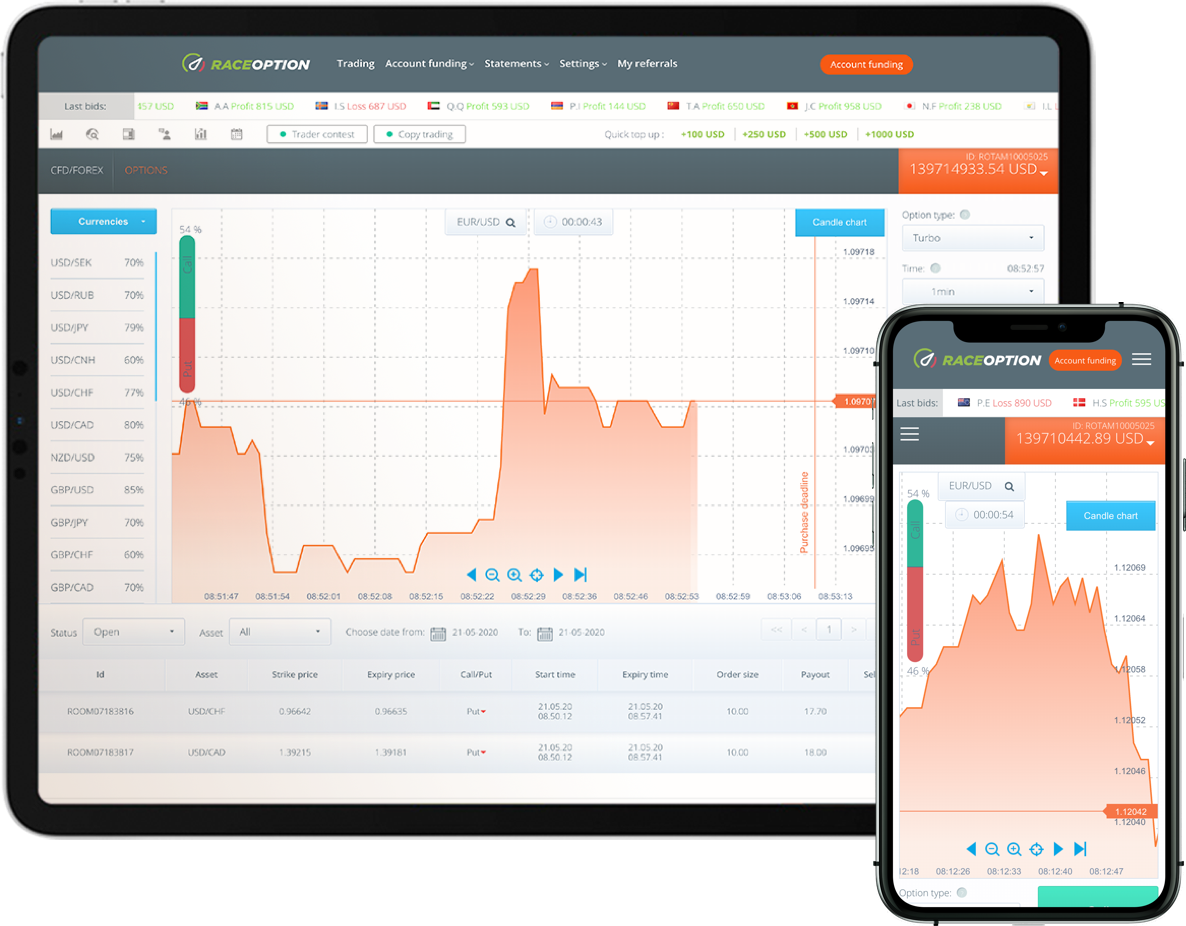 RACEOPTION
Trading Account funding Statements Settings My referrals
Account funding
Last bids: 357 USD A.A Profit 815 USD I.S Loss 687 USD Q.Q Profit 593 USD P.I Profit 144 USD T.A Profit 650 USD J.C Profit 958 USD N.F Profit 238 USD I.L
Trader contest Copy trading Quick top up : +100 USD +250 USD +500 USD +1000 USD
CFD/FOREX OPTIONS
ID: ROTAM10005025
139714933.54 USD
Currencies
USD/SEK 70%
USD/RUB 70%
USD/JPY 79%
USD/CNH 60%
USD/CHF 77%
USD/CAD 80%
NZD/USD 75%
GBP/USD 85%
GBP/JPY 70%
GBP/CHF 60%
GBP/CAD 70%
54 %
Call
Put
46 %
EUR/USD 00:00:43
Candle chart
1.09718
1.09714
1.09710
1.0970
1.09703
1.09699
1.09695
Purchase deadline
08:51:47 08:51:54 08:52:01 08:52:08 08:52:15 08:52:22 08:52:29 08:52:36 08:52:46 08:52:53 08:52:59 08:53:06 08:53:13
Option type:
Turbo
Time: 08:52:57
1min
Status Open Asset All Choose date from: 21-05-2020 To: 21-05-2020 << < 1 >
Id Asset Strike price Expiry price Call/Put Start time Expiry time Order size Payout Sel
ROOM07183816 USD/CHF 0.96642 0.96635 Put 21.05.20 08.50.12 21.05.20 08.57.41 10.00 17.70
ROOM07183817 USD/CAD 1.39215 1.39181 Put 21.05.20 08.50.12 21.05.20 08.57.41 10.00 18.00
RACEOPTION Account funding
Last bids: P.E Loss 890 USD H.S Profit 595 US
ID: ROTAM10005025
139710442.89 USD
54 %
Call
Put
46 %
EUR/USD
00:00:54
Candle chart
1.12069
1.12064
1.12058
1.12052
1.12046
1.12042
1.12040
12:18 08:12:26 08:12:33 08:12:40 08:12:47
Option type: